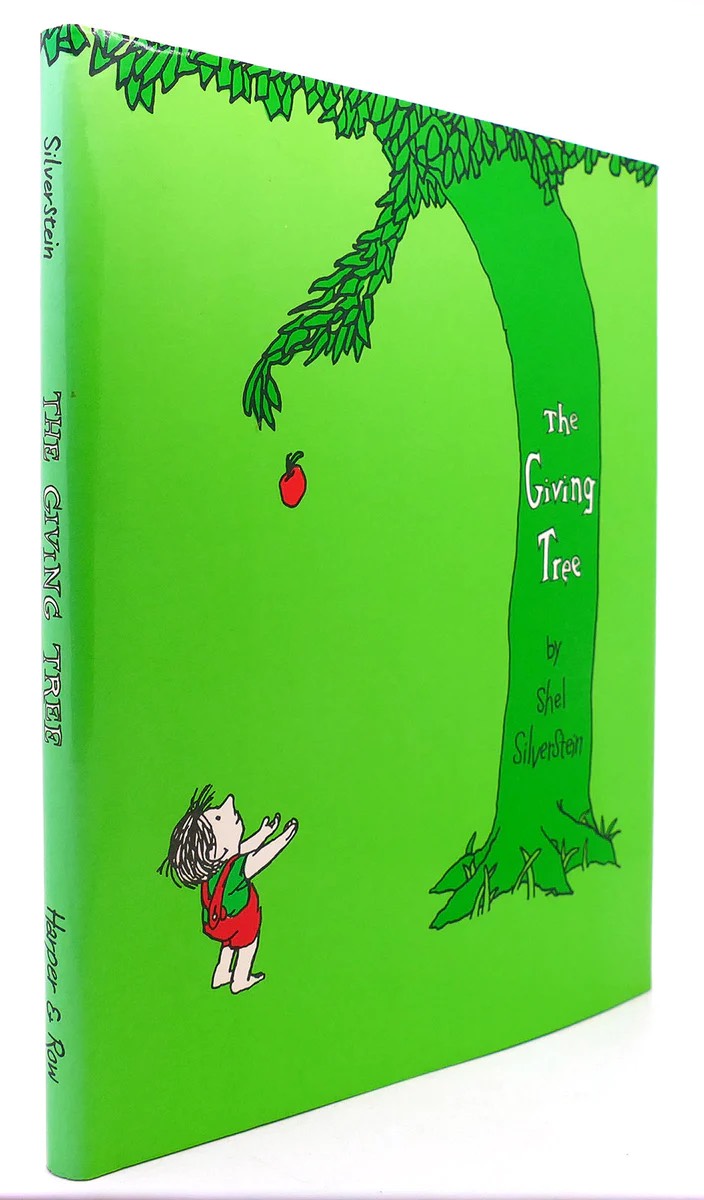 Silverstein
THE GIVING TREE
Harper & Row
The
Giving
Tree
by
Shel
Silverstein